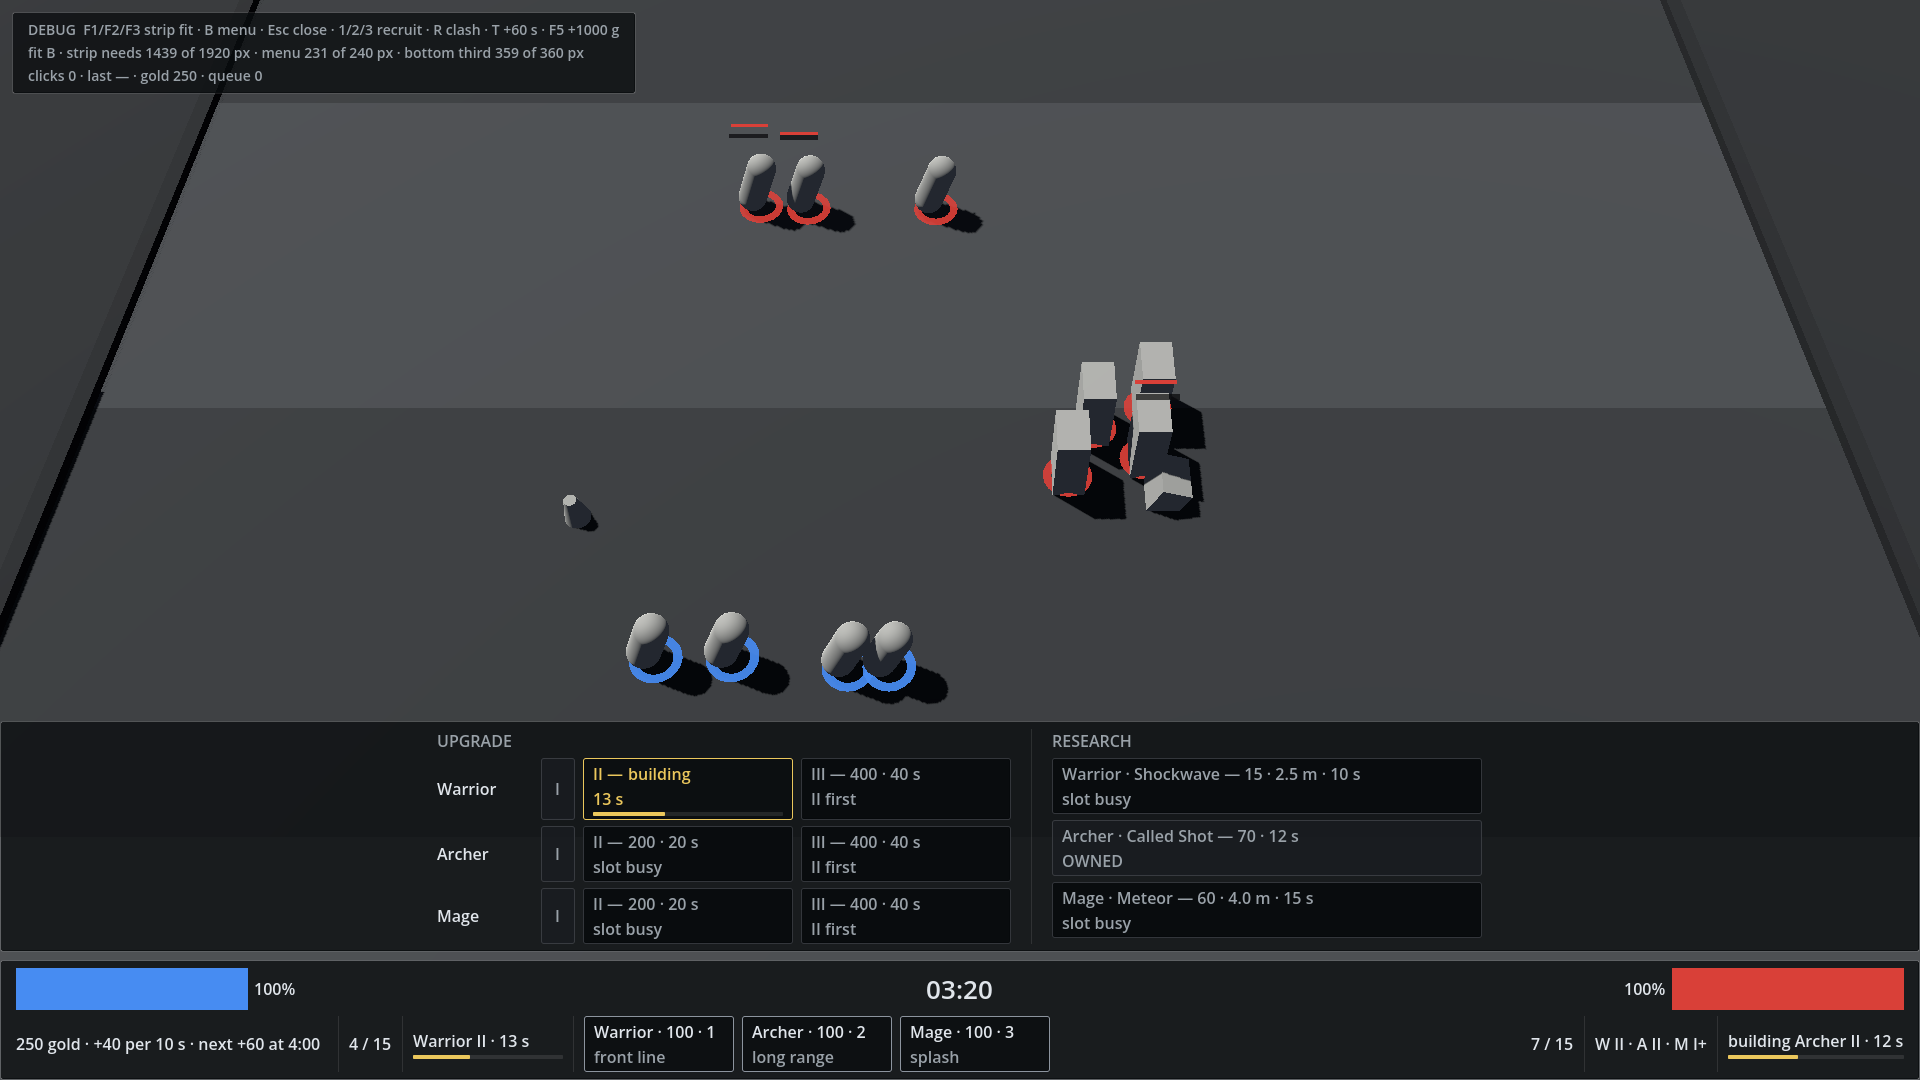 DEBUG F1/F2/F3 strip fit · B menu · Esc close · 1/2/3 recruit · R clash · T +60 s · F5 +1000 g
fit B · strip needs 1439 of 1920 px · menu 231 of 240 px · bottom third 359 of 360 px
clicks 0 · last — · gold 250 · queue 0
UPGRADE
Warrior
I
II — building
13 s
III — 400 · 40 s
II first
Archer
I
II — 200 · 20 s
slot busy
III — 400 · 40 s
II first
Mage
I
II — 200 · 20 s
slot busy
III — 400 · 40 s
II first
RESEARCH
Warrior · Shockwave — 15 · 2.5 m · 10 s
slot busy
Archer · Called Shot — 70 · 12 s
OWNED
Mage · Meteor — 60 · 4.0 m · 15 s
slot busy
100%
03:20
100%
250 gold · +40 per 10 s · next +60 at 4:00
4 / 15
Warrior II · 13 s
Warrior · 100 · 1
front line
Archer · 100 · 2
long range
Mage · 100 · 3
splash
7 / 15
W II · A II · M I+
building Archer II · 12 s